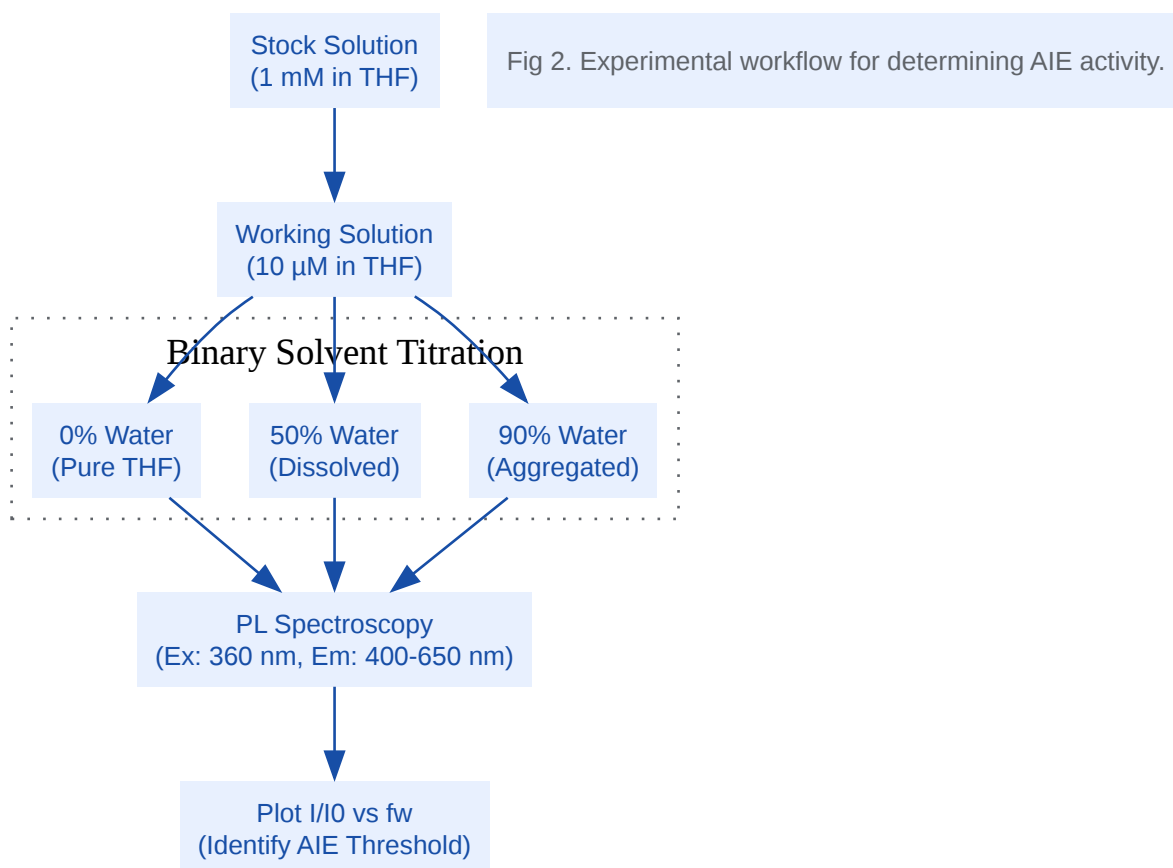 Stock Solution
(1 mM in THF)
Fig 2. Experimental workflow for determining AIE activity.
Working Solution
(10 µM in THF)
Binary Solvent Titration
0% Water
(Pure THF)
50% Water
(Dissolved)
90% Water
(Aggregated)
PL Spectroscopy
(Ex: 360 nm, Em: 400-650 nm)
Plot I/I0 vs fw
(Identify AIE Threshold)